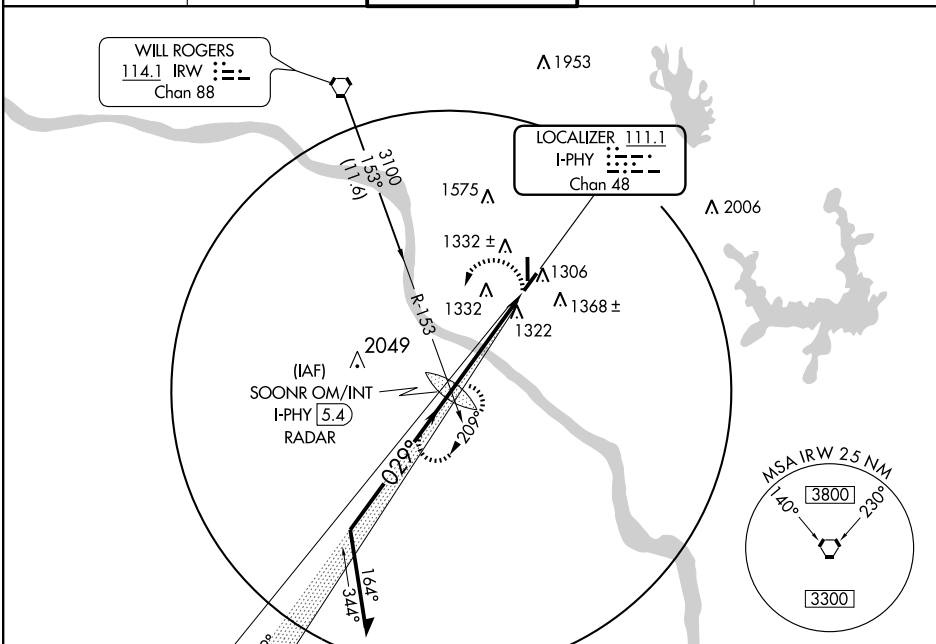 WILL ROGERS
114.1 IRW
Chan 88
1953
LOCALIZER 111.1
I-PHY
Chan 48
3100
153°
(11.6)
1575
2006
1332 ±
1306
1332
1368 ±
1322
R-153
2049
(IAF)
SOONR OM/INT
I-PHY 5.4
RADAR
209°
029°
164°
344°
MSA IRW 25 NM
140°
3800
230°
3300